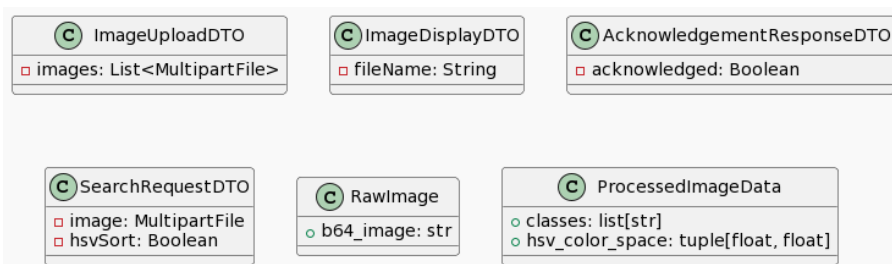 C ImageUploadDTO
images: List<MultipartFile>
C ImageDisplayDTO
fileName: String
C AcknowledgementResponseDTO
acknowledged: Boolean
C SearchRequestDTO
image: MultipartFile
hsvSort: Boolean
C RawImage
b64_image: str
C ProcessedImageData
classes: list[str]
hsv_color_space: tuple[float, float]